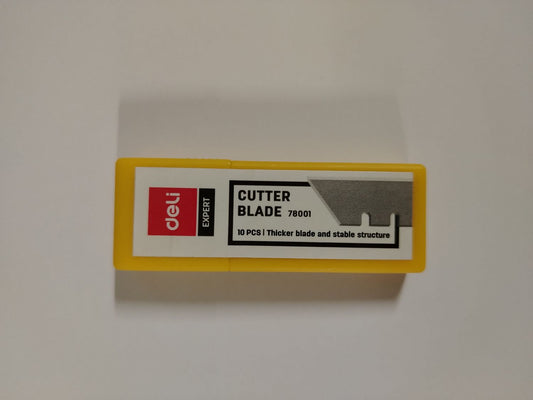 deli
EXPERT
CUTTER
BLADE 78001
10 PCS | Thicker blade and stable structure